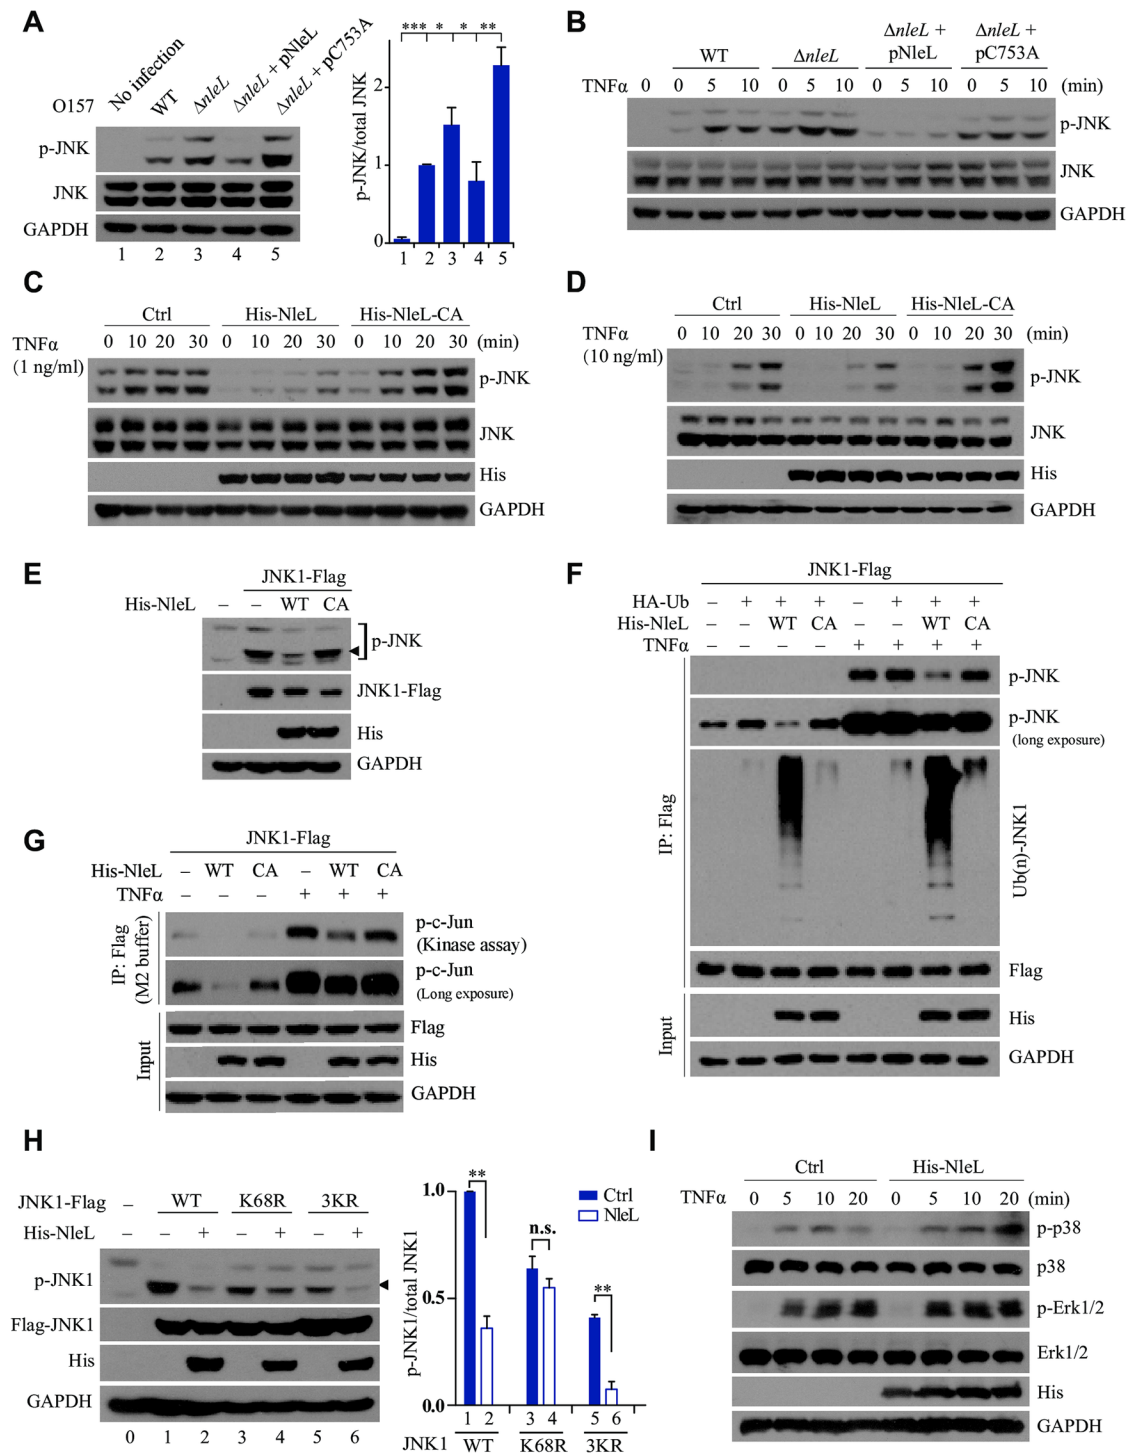 A
O157
No infection
WT
ΔnleL
ΔnleL + pNleL
ΔnleL + pC753A
p-JNK
JNK
GAPDH
1 2 3 4 5
*** * * **
p-JNK/total JNK
2
1
0
1 2 3 4 5
B
WT ΔnleL ΔnleL + pNleL ΔnleL + pC753A
TNFα 0 0 5 10 0 5 10 0 5 10 0 5 10 (min)
p-JNK
JNK
GAPDH
C
Ctrl His-NleL His-NleL-CA
TNFα (1 ng/ml) 0 10 20 30 0 10 20 30 0 10 20 30 (min)
p-JNK
JNK
His
GAPDH
D
Ctrl His-NleL His-NleL-CA
TNFα (10 ng/ml) 0 10 20 30 0 10 20 30 0 10 20 30 (min)
p-JNK
JNK
His
GAPDH
E
JNK1-Flag
His-NleL – – WT CA
p-JNK
JNK1-Flag
His
GAPDH
F
JNK1-Flag
HA-Ub – + + + – + + +
His-NleL – – WT CA – – WT CA
TNFα – – – – + + + +
p-JNK
p-JNK
(long exposure)
Ub(n)-JNK1
Flag
His
GAPDH
IP: Flag
Input
G
JNK1-Flag
His-NleL – WT CA – WT CA
TNFα – – – + + +
p-c-Jun
(Kinase assay)
p-c-Jun
(Long exposure)
Flag
His
GAPDH
IP: Flag
(M2 buffer)
Input
H
JNK1-Flag – WT K68R 3KR
His-NleL – + – + – +
p-JNK1
Flag-JNK1
His
GAPDH
0 1 2 3 4 5 6
p-JNK1/total JNK1
1.0
0.5
0.0
** n.s. **
Ctrl
NleL
1 2 3 4 5 6
JNK1 WT K68R 3KR
I
Ctrl His-NleL
TNFα 0 5 10 20 0 5 10 20 (min)
p-p38
p38
p-Erk1/2
Erk1/2
His
GAPDH